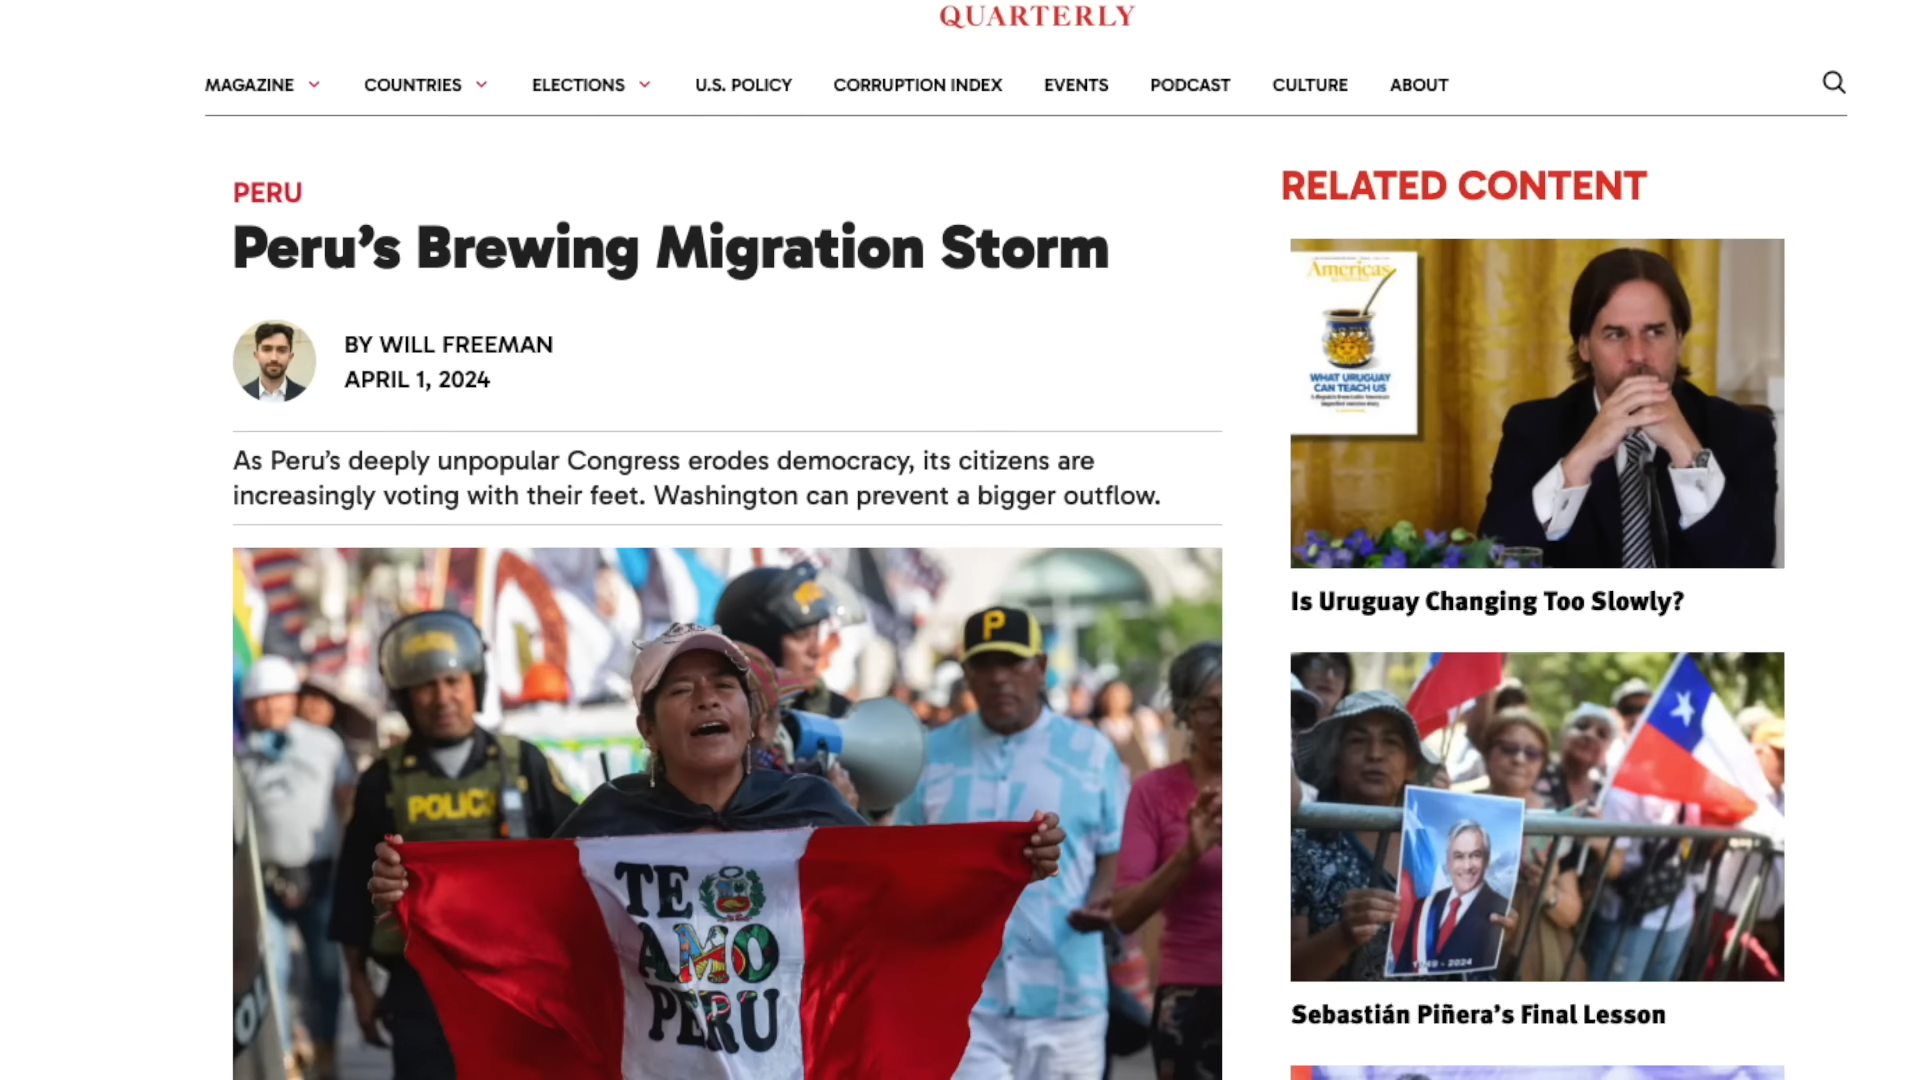 QUARTERLY
MAGAZINE COUNTRIES ELECTIONS U.S. POLICY CORRUPTION INDEX EVENTS PODCAST CULTURE ABOUT
PERU
Peru’s Brewing Migration Storm
BY WILL FREEMAN
APRIL 1, 2024
As Peru’s deeply unpopular Congress erodes democracy, its citizens are
increasingly voting with their feet. Washington can prevent a bigger outflow.
POLIC
P
TE
AMO
PERU
RELATED CONTENT
Americas
WHAT URUGUAY
CAN TEACH US
Is Uruguay Changing Too Slowly?
1949 - 2024
Sebastián Piñera’s Final Lesson